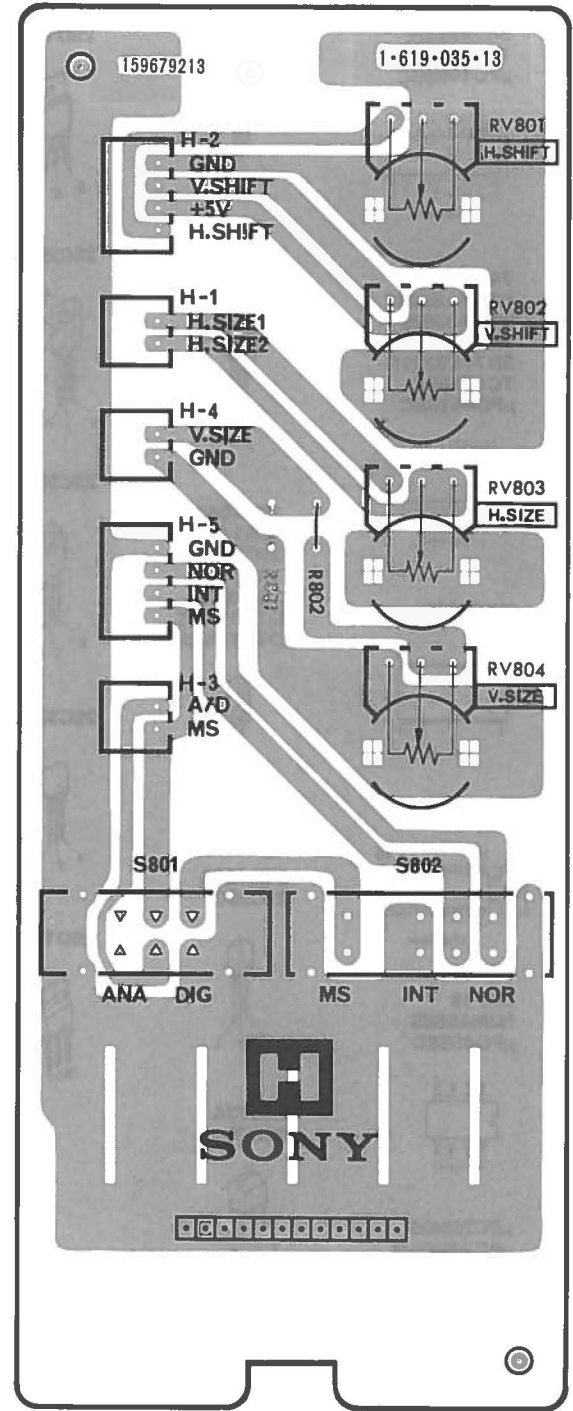 159679213
1·619·035·13
RV801
H.SHIFT
H-2
GND
V.SHIFT
+5V
H.SHIFT
RV802
V.SHIFT
H-1
H.SIZE1
H.SIZE2
H-4
V.SIZE
GND
RV803
H.SIZE
H-5
GND
NOR
INT
MS
R802
RV804
V.SIZE
H-3
A/D
MS
S801
S802
ANA
DIG
MS
INT
NOR
H
SONY